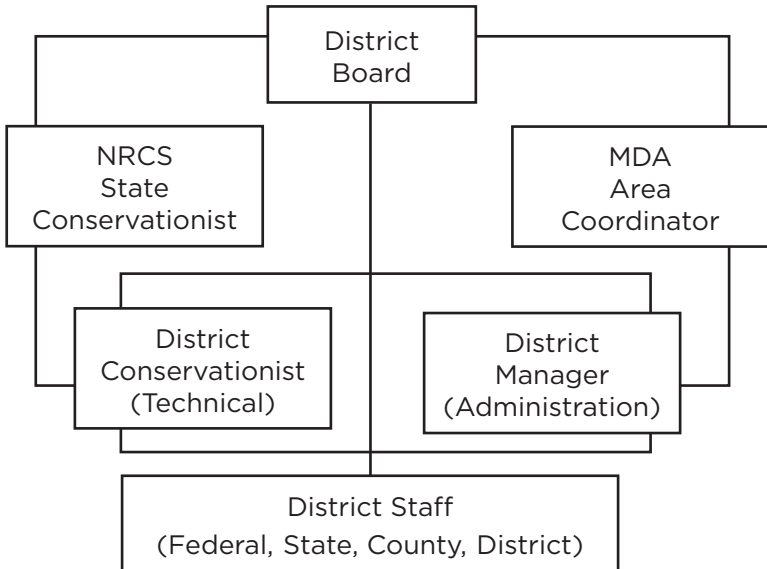 District
Board
NRCS
State
Conservationist
MDA
Area
Coordinator
District
Conservationist
(Technical)
District
Manager
(Administration)
District Staff
(Federal, State, County, District)